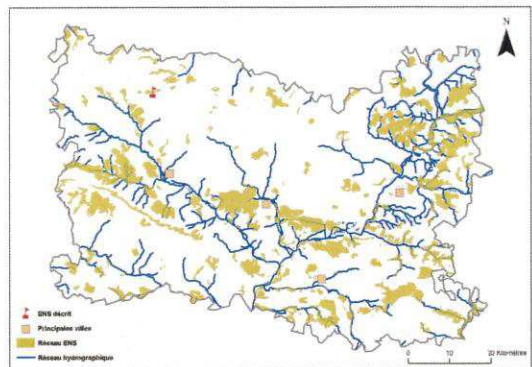 N
ENS décrit
Principales villes
Réseau ENS
Réseau hydrographique
0 10 20 Kilomètres